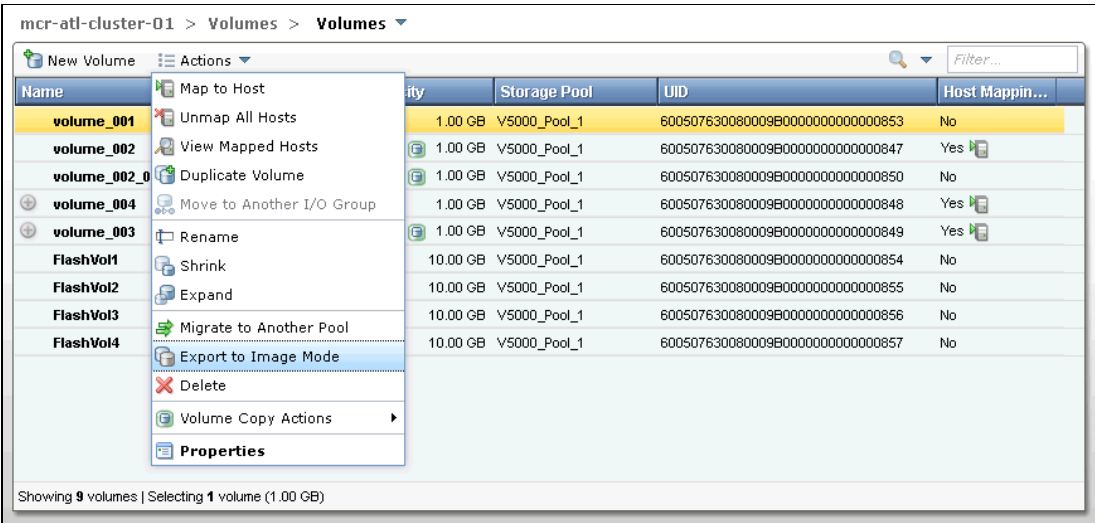 mcr-atl-cluster-01 > Volumes > Volumes
New Volume Actions Filter...
Name ity Storage Pool UID Host Mappin...
volume_001 1.00 GB V5000_Pool_1 600507630080009B0000000000000853 No
volume_002 1.00 GB V5000_Pool_1 600507630080009B0000000000000847 Yes
volume_002_0 1.00 GB V5000_Pool_1 600507630080009B0000000000000850 No
volume_004 1.00 GB V5000_Pool_1 600507630080009B0000000000000848 Yes
volume_003 1.00 GB V5000_Pool_1 600507630080009B0000000000000849 Yes
FlashVol1 10.00 GB V5000_Pool_1 600507630080009B0000000000000854 No
FlashVol2 10.00 GB V5000_Pool_1 600507630080009B0000000000000855 No
FlashVol3 10.00 GB V5000_Pool_1 600507630080009B0000000000000856 No
FlashVol4 10.00 GB V5000_Pool_1 600507630080009B0000000000000857 No
Map to Host
Unmap All Hosts
View Mapped Hosts
Duplicate Volume
Move to Another I/O Group
Rename
Shrink
Expand
Migrate to Another Pool
Export to Image Mode
Delete
Volume Copy Actions
Properties
Showing 9 volumes | Selecting 1 volume (1.00 GB)